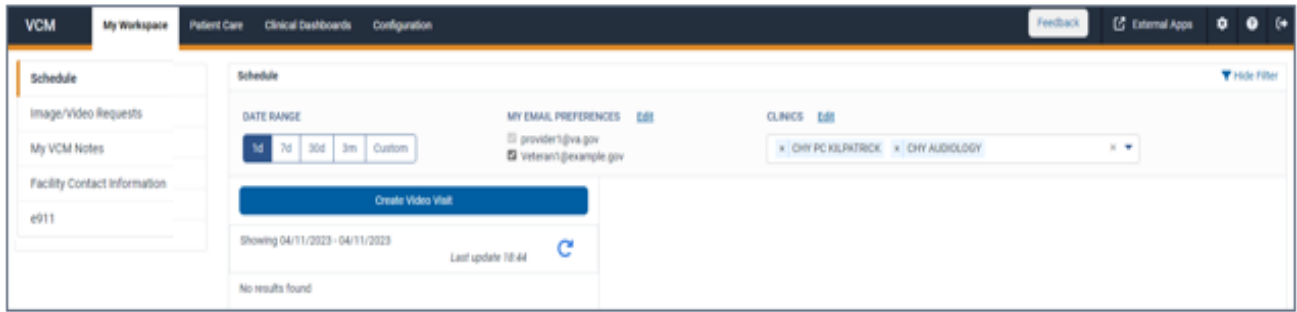 VCM My Workspace Patient Care Clinical Dashboards Configuration Feedback External Apps
Schedule
Image/Video Requests
My VCM Notes
Facility Contact Information
e911
Schedule Hide Filter
DATE RANGE MY EMAIL PREFERENCES Edit CLINICS Edit
1d 7d 30d 3m Custom
provider1@va.gov
Veteran1@example.gov
× CHY PC KILPATRICK × CHY AUDIOLOGY ×
Create Video Visit
Showing 04/11/2023 - 04/11/2023
Last update 18:44
No results found